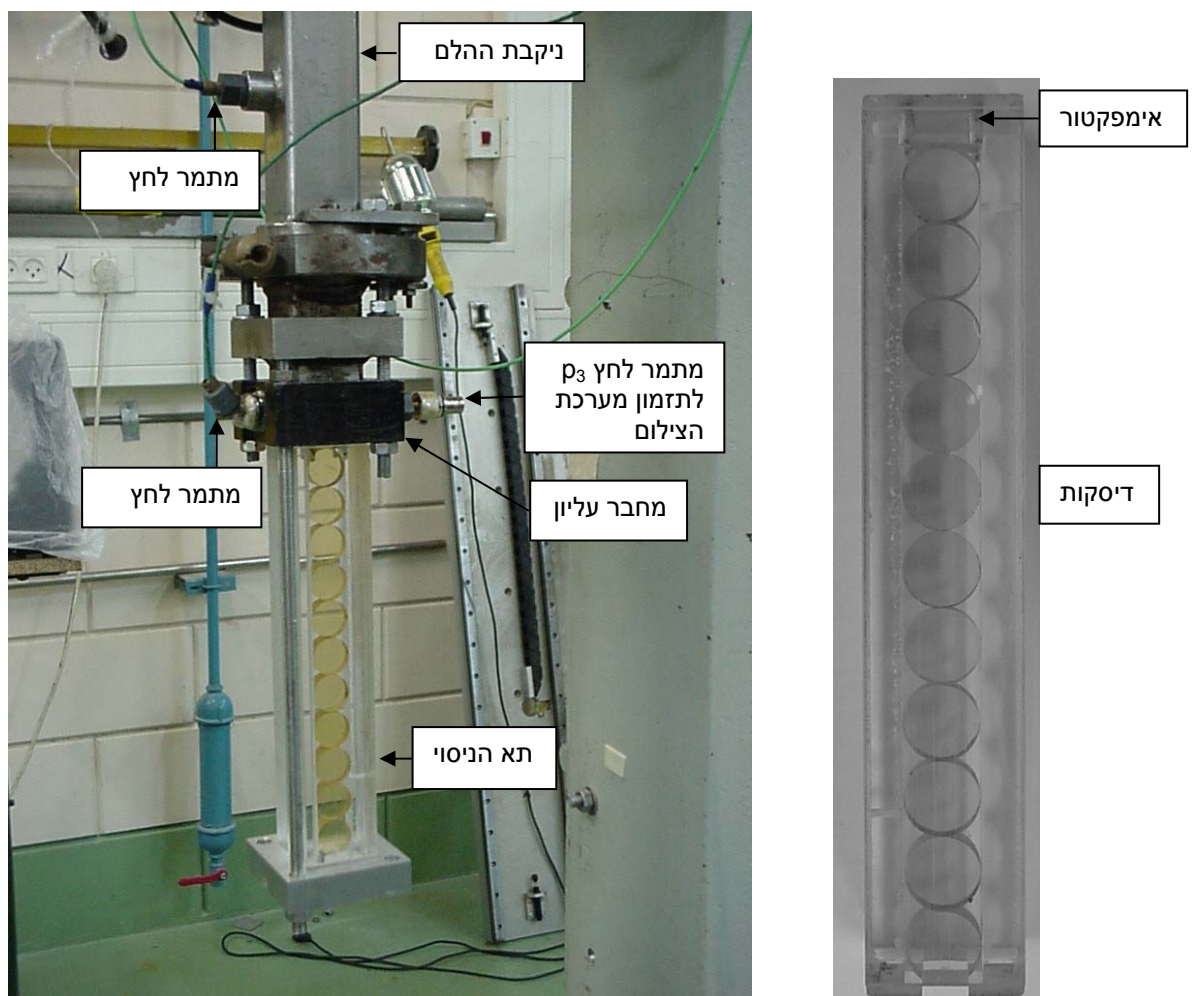 ניקבת ההלם
מתמר לחץ
מתמר לחץ p₃
לתזמון מערכת
הצילום
מתמר לחץ
מחבר עליון
תא הניסוי
אימפקטור
דיסקות